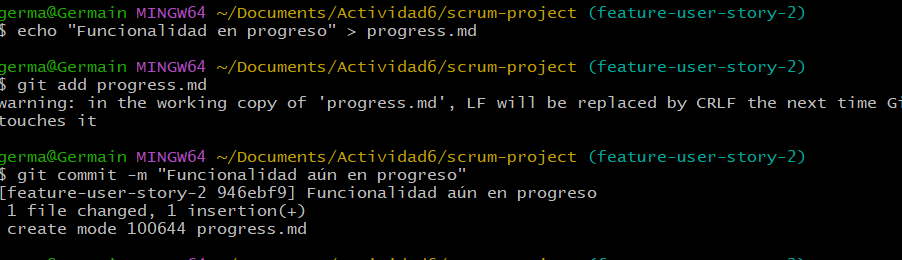 germa@Germain MINGW64 ~/Documents/Actividad6/scrum-project (feature-user-story-2)
$ echo "Funcionalidad en progreso" > progress.md
germa@Germain MINGW64 ~/Documents/Actividad6/scrum-project (feature-user-story-2)
$ git add progress.md
warning: in the working copy of 'progress.md', LF will be replaced by CRLF the next time Gi
touches it
germa@Germain MINGW64 ~/Documents/Actividad6/scrum-project (feature-user-story-2)
$ git commit -m "Funcionalidad aún en progreso"
[feature-user-story-2 946ebf9] Funcionalidad aún en progreso
1 file changed, 1 insertion(+)
create mode 100644 progress.md